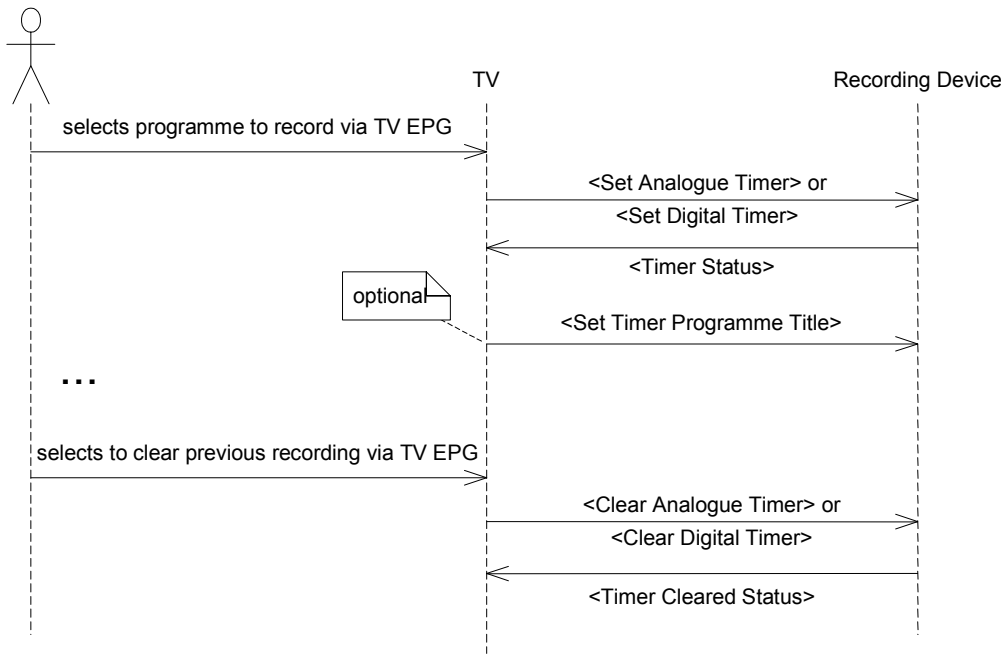 TV
Recording Device
selects programme to record via TV EPG
<Set Analogue Timer> or
<Set Digital Timer>
<Timer Status>
optional
<Set Timer Programme Title>
...
selects to clear previous recording via TV EPG
<Clear Analogue Timer> or
<Clear Digital Timer>
<Timer Cleared Status>